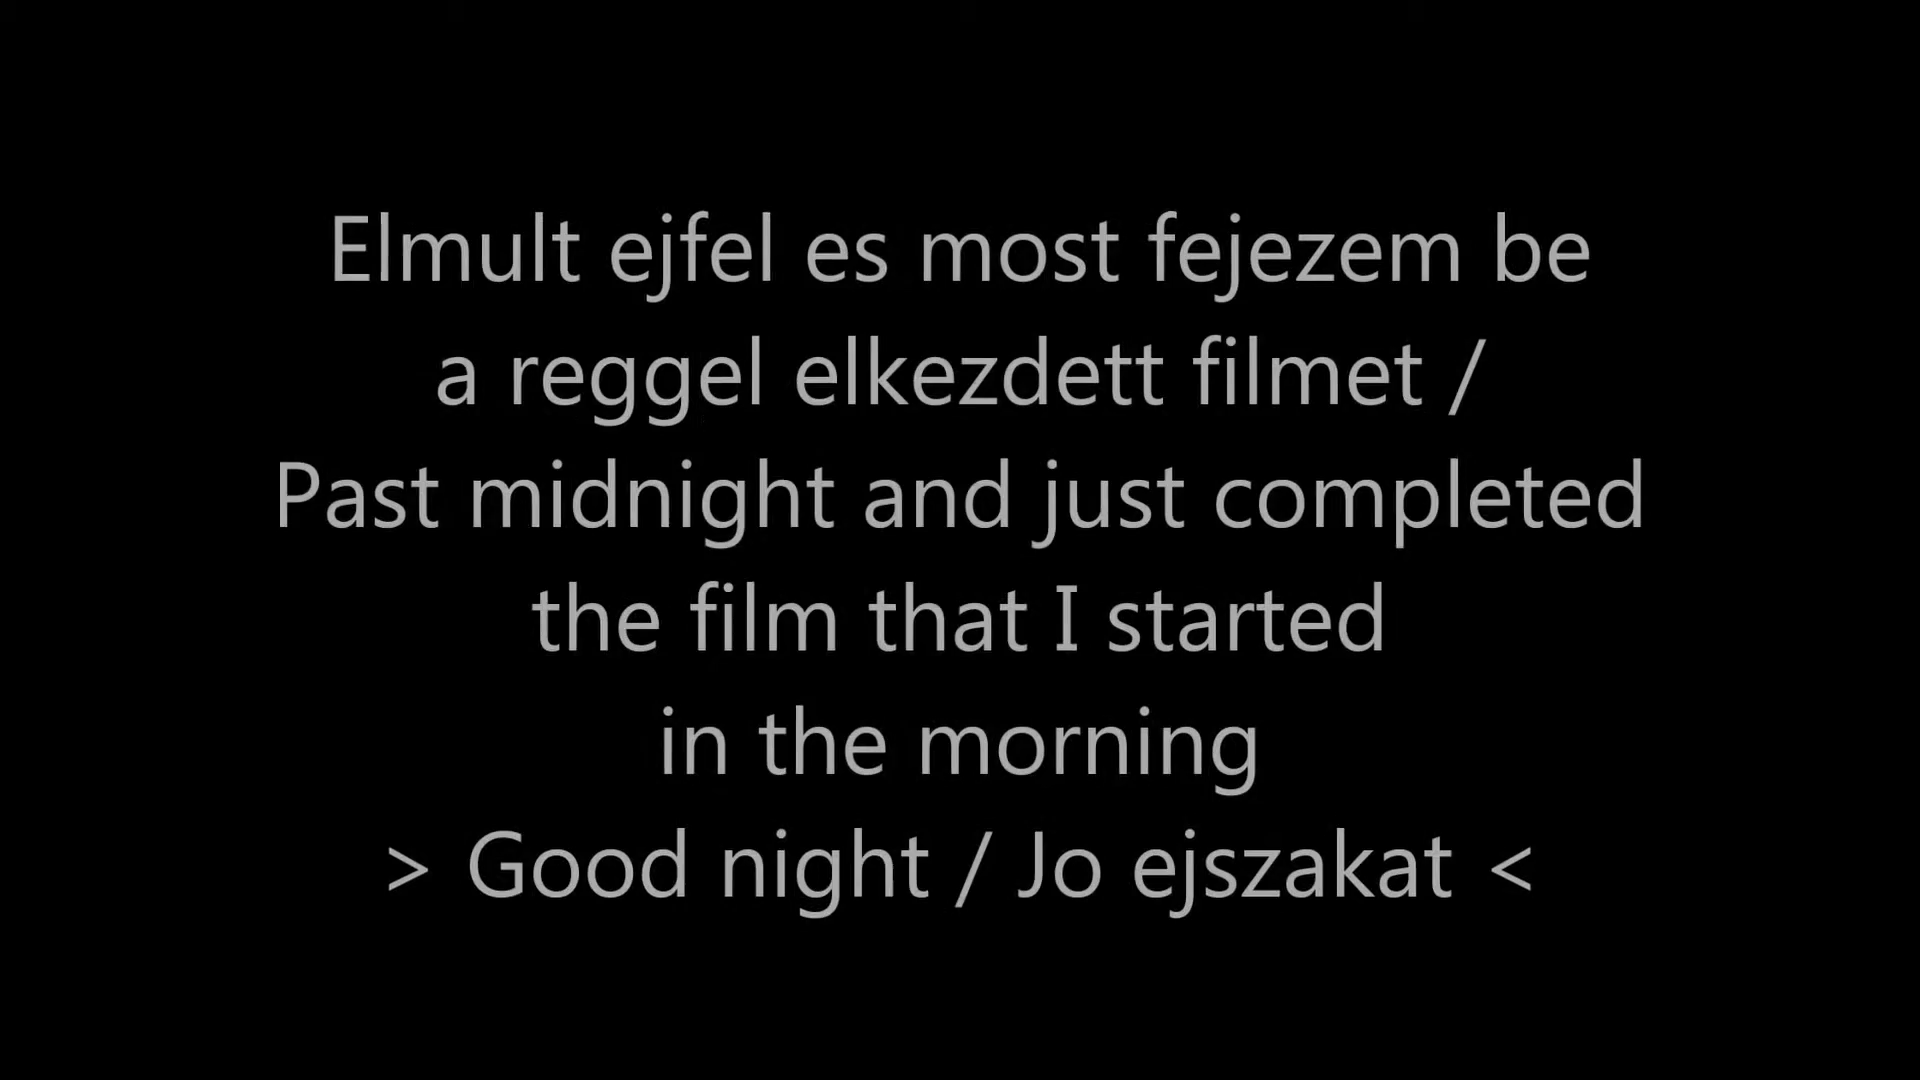 Elmult ejfel es most fejezem be
a reggel elkezdett filmet /
Past midnight and just completed
the film that I started
in the morning
> Good night / Jo ejszakat <